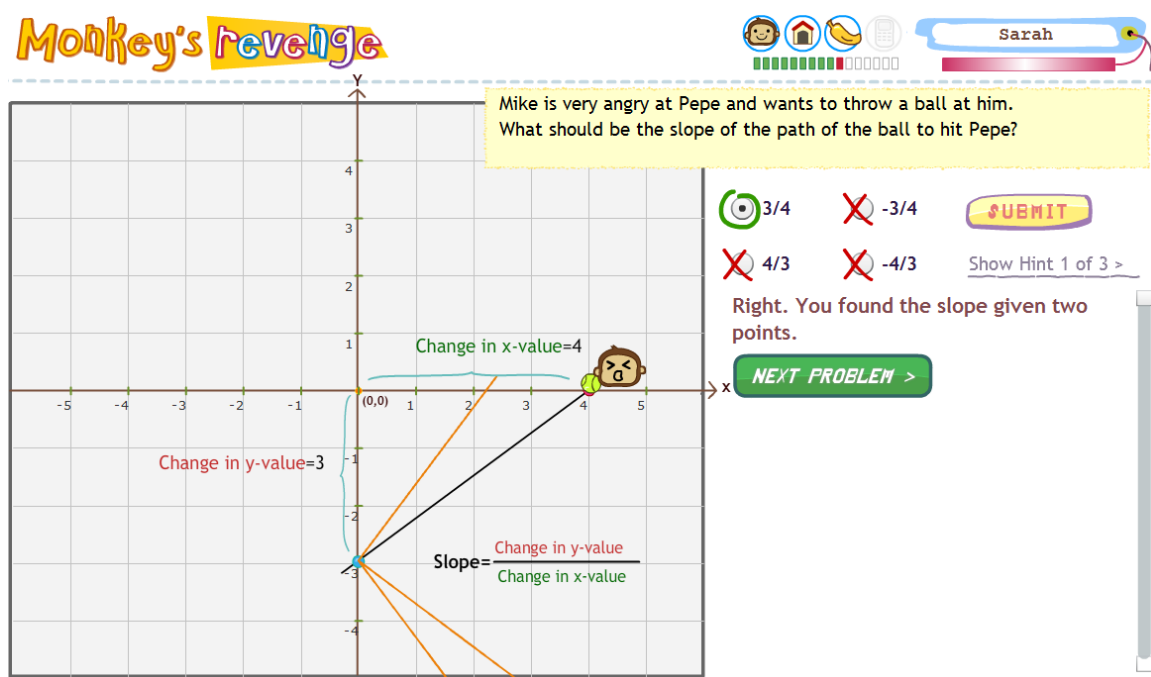 Monkey's revenge
Sarah
Mike is very angry at Pepe and wants to throw a ball at him.
What should be the slope of the path of the ball to hit Pepe?
3/4
-3/4
SUBMIT
4/3
-4/3
Show Hint 1 of 3 >
Right. You found the slope given two
points.
NEXT PROBLEM >
Y
4
3
2
1
Change in x-value=4
x
-5
-4
-3
-2
-1
(0,0)
1
2
3
4
5
Change in y-value=3
-1
-2
-3
-4
Slope=
Change in y-value
Change in x-value